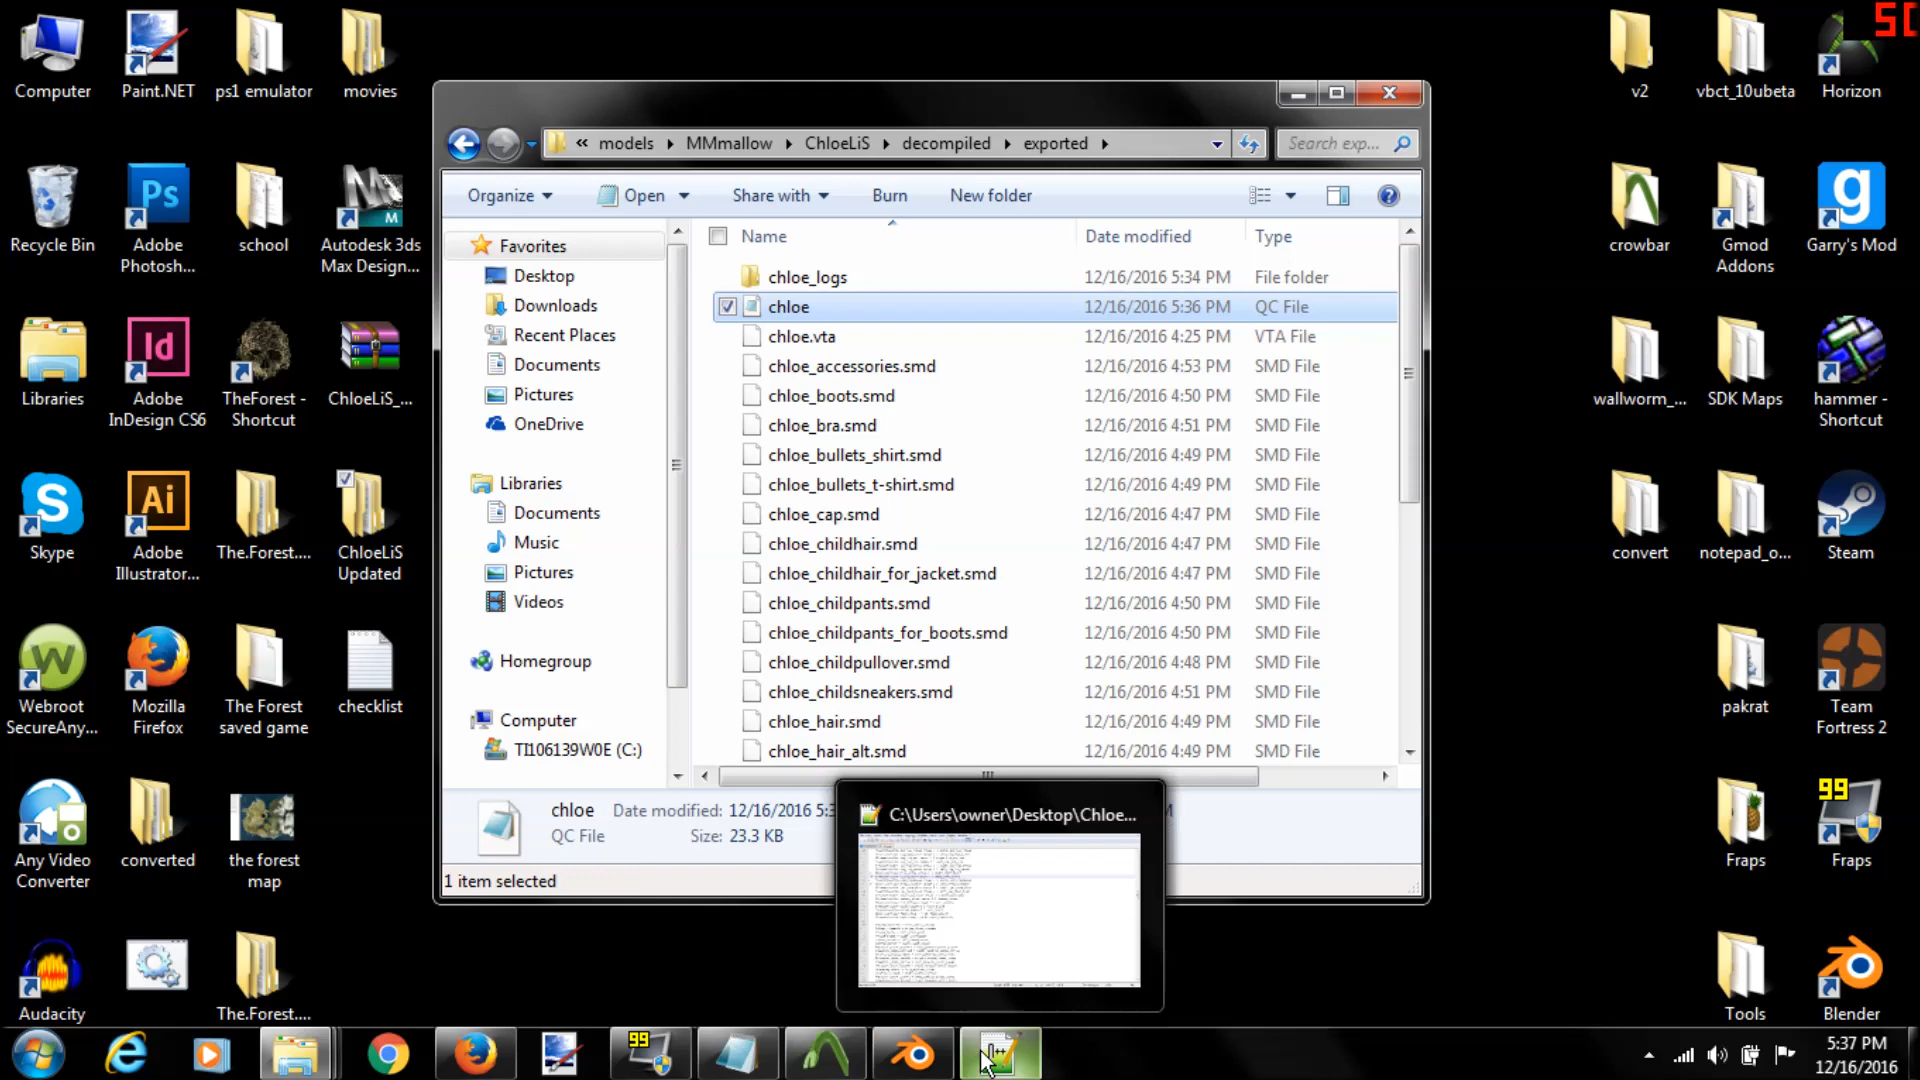 Computer
Paint.NET
ps1 emulator
movies
v2
vbct_10ubeta
Horizon
« models MMmallow ChloeLiS decompiled exported
Search exp...
Organize Open Share with Burn New folder
Recycle Bin
Adobe
Photosh...
school
Autodesk 3ds
Max Design...
crowbar
Gmod
Addons
Garry's Mod
Name Date modified Type
Favorites
Desktop
Downloads
Recent Places
Documents
Pictures
OneDrive
Libraries
Documents
Music
Pictures
Videos
Homegroup
Computer
TI106139W0E (C:)
chloe_logs 12/16/2016 5:34 PM File folder
chloe 12/16/2016 5:36 PM QC File
chloe.vta 12/16/2016 4:25 PM VTA File
chloe_accessories.smd 12/16/2016 4:53 PM SMD File
chloe_boots.smd 12/16/2016 4:50 PM SMD File
chloe_bra.smd 12/16/2016 4:51 PM SMD File
chloe_bullets_shirt.smd 12/16/2016 4:49 PM SMD File
chloe_bullets_t-shirt.smd 12/16/2016 4:49 PM SMD File
chloe_cap.smd 12/16/2016 4:47 PM SMD File
chloe_childhair.smd 12/16/2016 4:47 PM SMD File
chloe_childhair_for_jacket.smd 12/16/2016 4:47 PM SMD File
chloe_childpants.smd 12/16/2016 4:50 PM SMD File
chloe_childpants_for_boots.smd 12/16/2016 4:50 PM SMD File
chloe_childpullover.smd 12/16/2016 4:48 PM SMD File
chloe_childsneakers.smd 12/16/2016 4:51 PM SMD File
chloe_hair.smd 12/16/2016 4:49 PM SMD File
chloe_hair_alt.smd 12/16/2016 4:49 PM SMD File
Libraries
Adobe
InDesign CS6
TheForest -
Shortcut
ChloeLiS_...
wallworm_...
SDK Maps
hammer -
Shortcut
Skype
Adobe
Illustrator...
The.Forest....
ChloeLiS
Updated
convert
notepad_o...
Steam
Webroot
SecureAny...
Mozilla
Firefox
The Forest
saved game
checklist
pakrat
Team
Fortress 2
Any Video
Converter
converted
the forest
map
Fraps
Fraps
chloe Date modified: 12/16/2016 5:3
QC File Size: 23.3 KB
1 item selected
C:\Users\owner\Desktop\Chloe...
Audacity
The.Forest....
Tools
Blender
99
99
5:37 PM
12/16/2016